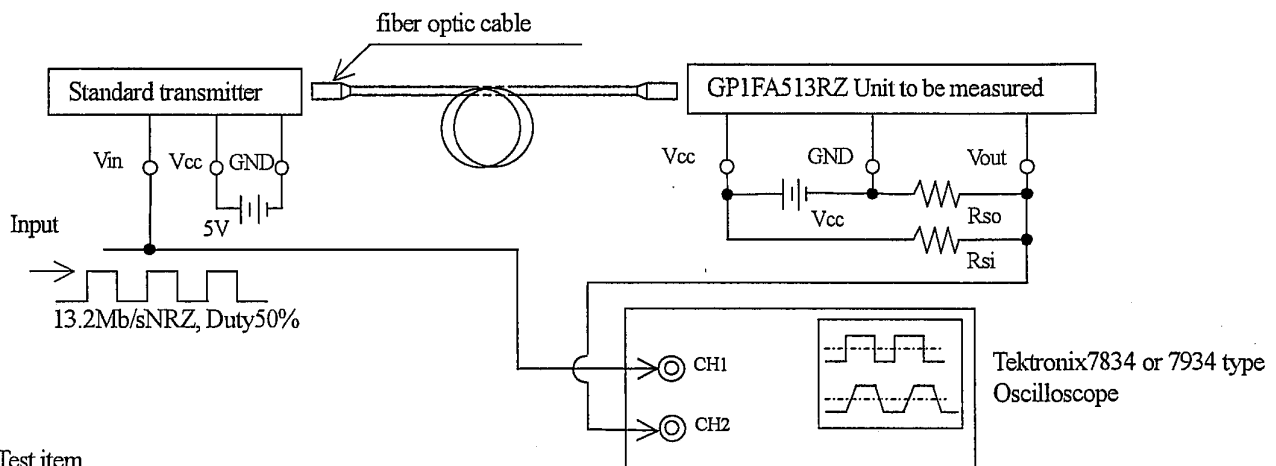 fiber optic cable
Standard transmitter
GP1FA513RZ Unit to be measured
Vin
Vcc
GND
Vcc
GND
Vout
5V
Vcc
Rso
Rsi
Input
13.2Mb/sNRZ, Duty50%
CH1
CH2
Tektronix7834 or 7934 type
Oscilloscope
Test item